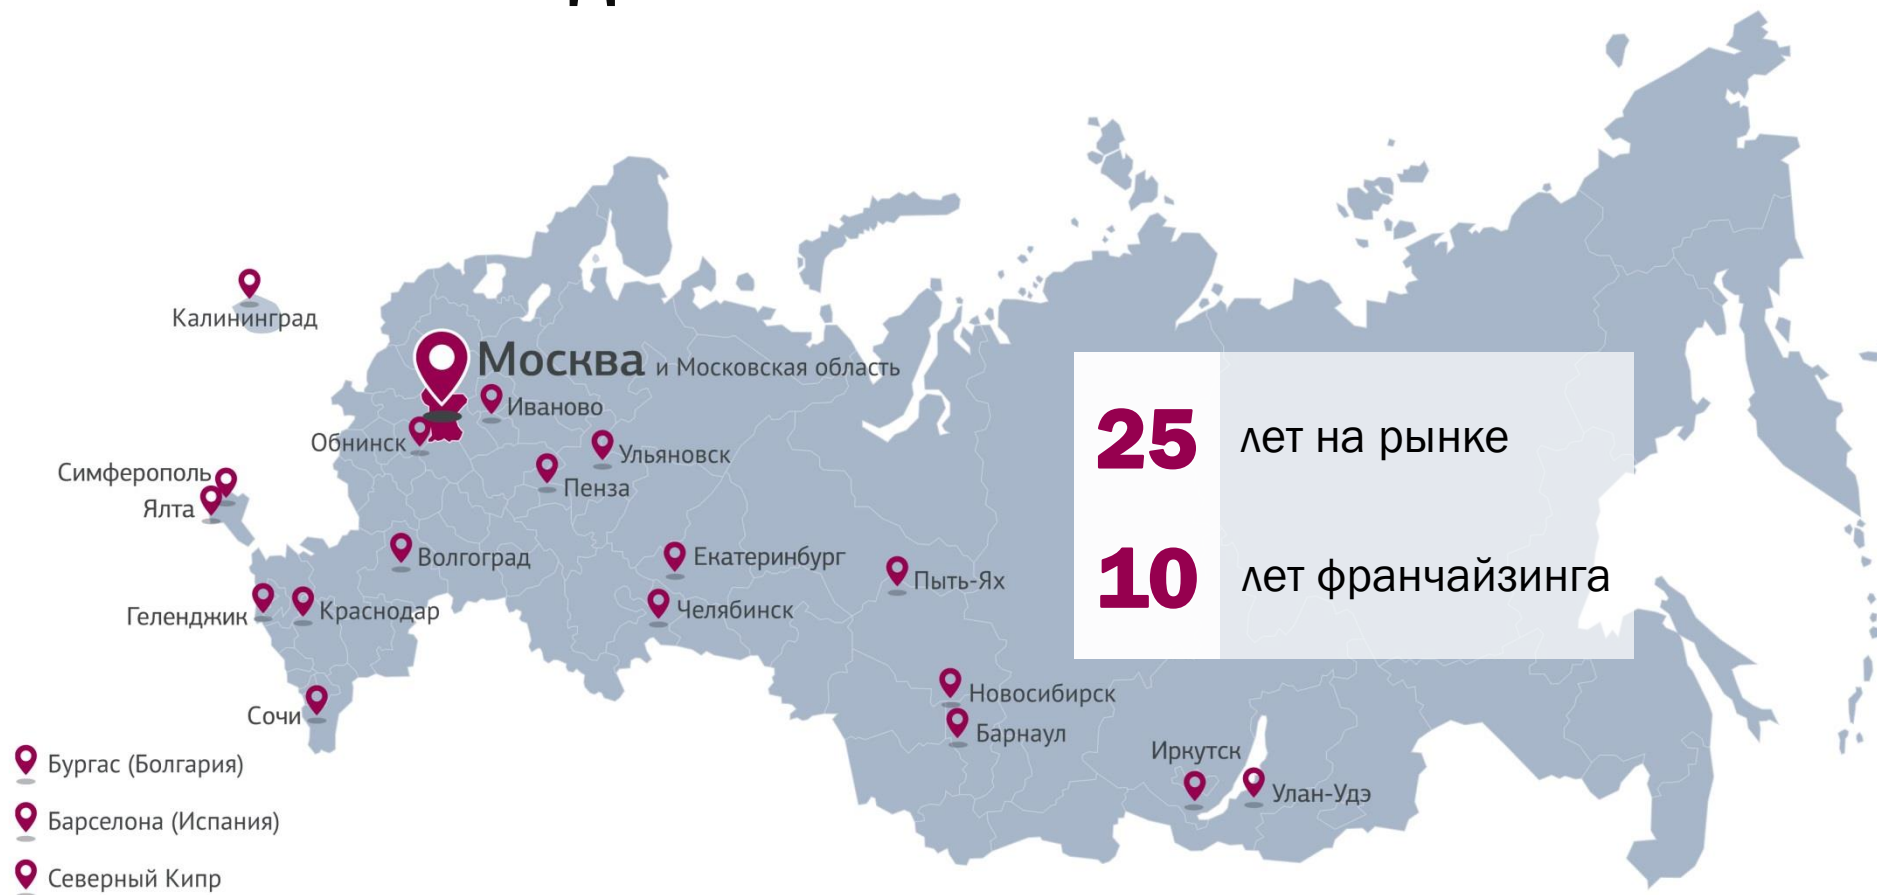 Калининград
Москва и Московская область
Иваново
Обнинск
Ульяновск
Симферополь
Пенза
Ялта
Волгоград
Екатеринбург
Пыть-Ях
Геленджик
Краснодар
Челябинск
25 лет на рынке
10 лет франчайзинга
Новосибирск
Сочи
Барнаул
Иркутск
Улан-Удэ
Бургас (Болгария)
Барселона (Испания)
Северный Кипр